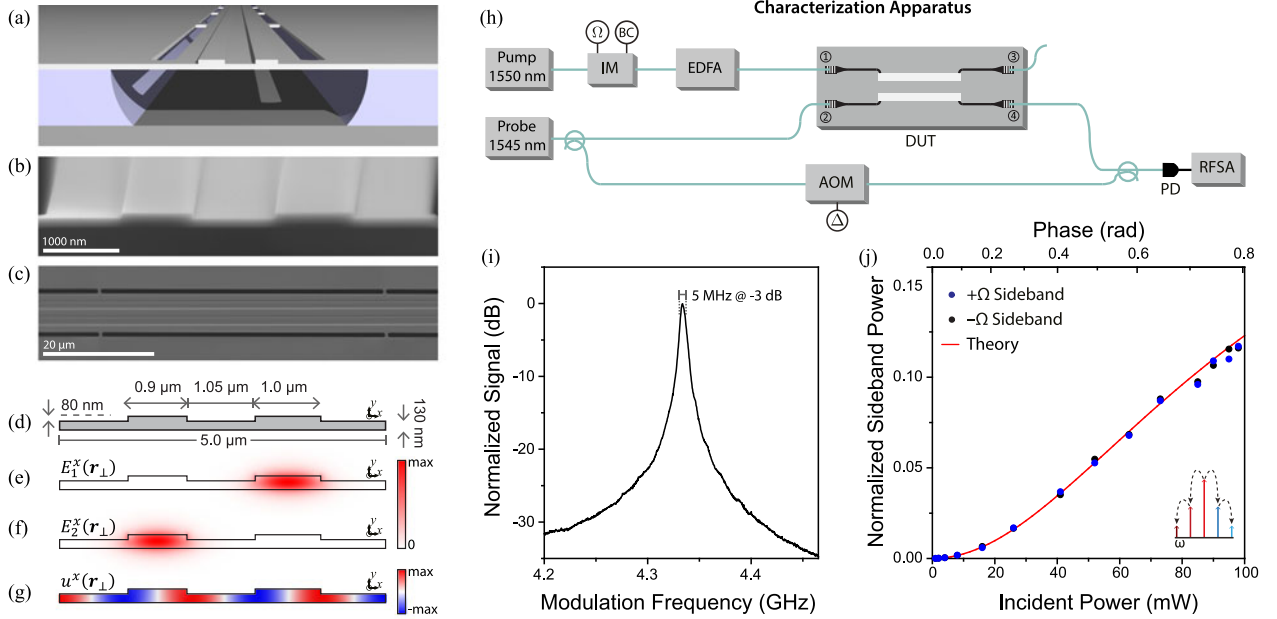 (a)
(b)
1000 nm
(c)
20 µm
0.9 µm 1.05 µm 1.0 µm
(d) 80 nm y x 130 nm
5.0 µm
(e) E₁ˣ(r⊥) y x max
(f) E₂ˣ(r⊥) y x 0
(g) uˣ(r⊥) y x max
-max
(h) Characterization Apparatus
Pump
1550 nm
Ω BC
IM
EDFA
① ③
② ④
DUT
Probe
1545 nm
AOM
Δ
PD
RFSA
(i)
H 5 MHz @ -3 dB
Normalized Signal (dB)
0
-10
-20
-30
4.2 4.3 4.4
Modulation Frequency (GHz)
(j)
Phase (rad)
0.0 0.1 0.2 0.4 0.6 0.8
+Ω Sideband
−Ω Sideband
Theory
Normalized Sideband Power
0.15
0.10
0.05
0.00
ω
0 20 40 60 80 100
Incident Power (mW)